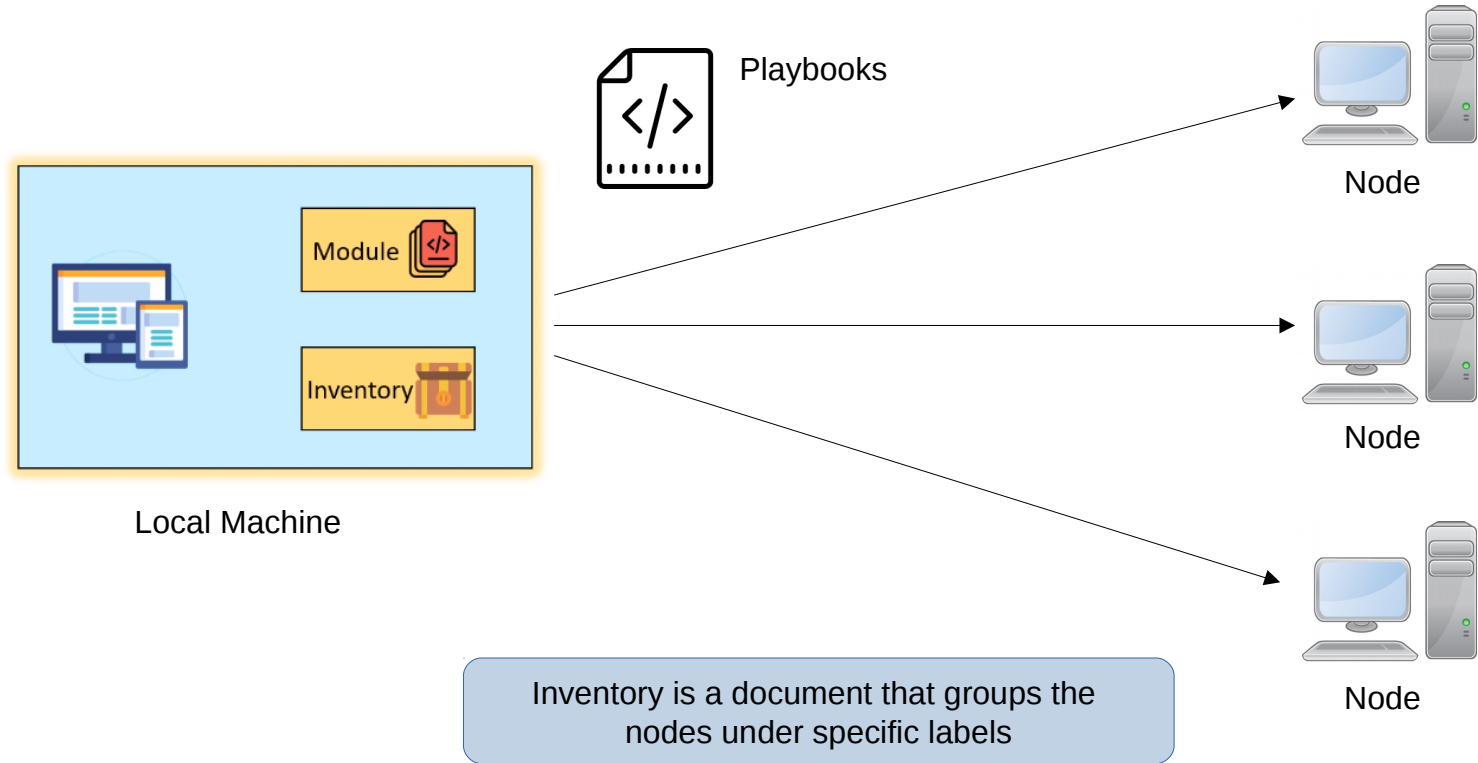 Playbooks
Node
Module
Inventory
Node
Local Machine
Node
Inventory is a document that groups the
nodes under specific labels